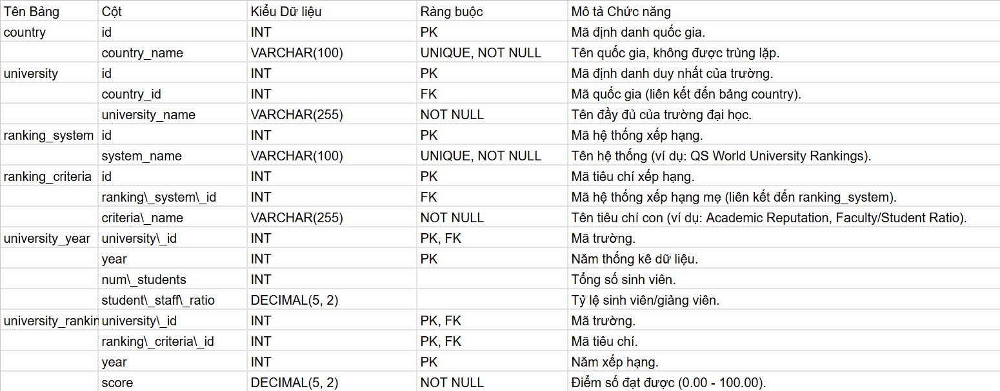 Tên Bảng Cột Kiểu Dữ liệu Ràng buộc Mô tả Chức năng
country id INT PK Mã định danh quốc gia.
country_name VARCHAR(100) UNIQUE, NOT NULL Tên quốc gia, không được trùng lặp.
university id INT PK Mã định danh duy nhất của trường.
country_id INT FK Mã quốc gia (liên kết đến bảng country).
university_name VARCHAR(255) NOT NULL Tên đầy đủ của trường đại học.
ranking_system id INT PK Mã hệ thống xếp hạng.
system_name VARCHAR(100) UNIQUE, NOT NULL Tên hệ thống (ví dụ: QS World University Rankings).
ranking_criteria id INT PK Mã tiêu chí xếp hạng.
ranking\_system\_id INT FK Mã hệ thống xếp hạng mẹ (liên kết đến ranking_system).
criteria\_name VARCHAR(255) NOT NULL Tên tiêu chí con (ví dụ: Academic Reputation, Faculty/Student Ratio).
university_year university\_id INT PK, FK Mã trường.
year INT PK Năm thống kê dữ liệu.
num\_students INT Tổng số sinh viên.
student\_staff\_ratio DECIMAL(5, 2) Tỷ lệ sinh viên/giảng viên.
university_rankin university\_id INT PK, FK Mã trường.
ranking\_criteria\_id INT PK, FK Mã tiêu chí.
year INT PK Năm xếp hạng.
score DECIMAL(5, 2) NOT NULL Điểm số đạt được (0.00 - 100.00).